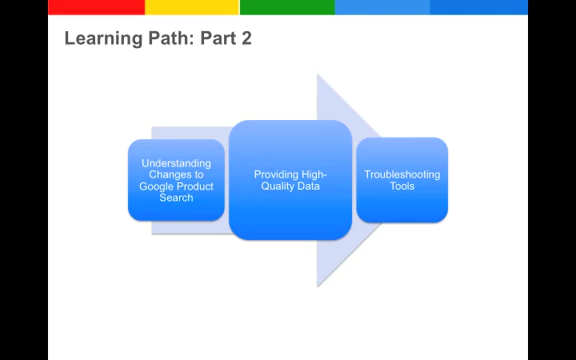 Learning Path: Part 2
Understanding
Changes to
Google Product
Search
Providing High-
Quality Data
Troubleshooting
Tools